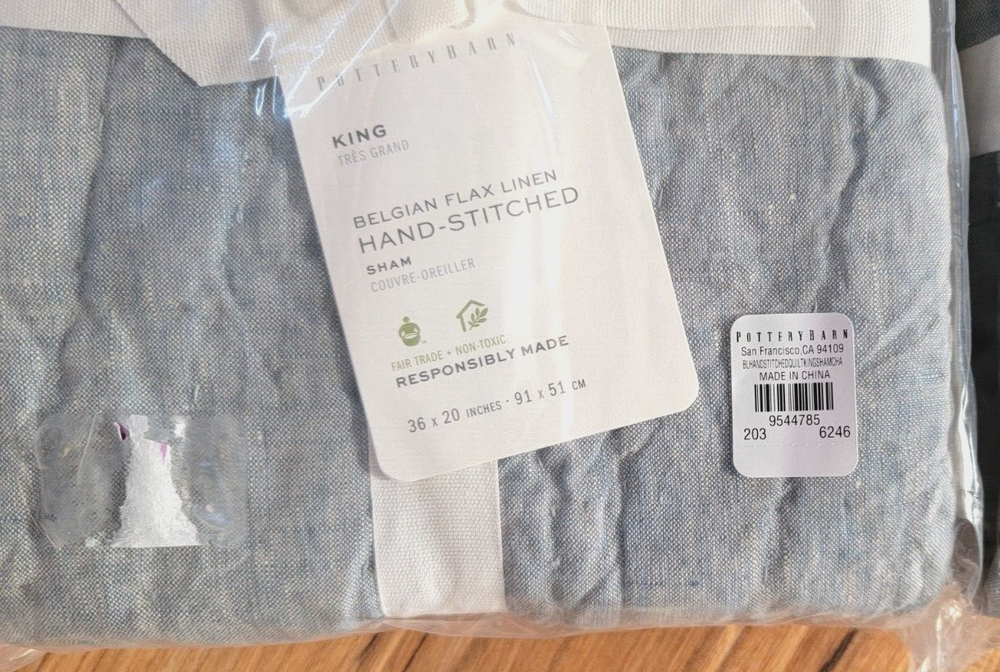 POTTERYBARN
KING
TRÈS GRAND
BELGIAN FLAX LINEN
HAND-STITCHED
SHAM
COUVRE-OREILLER
FAIR TRADE + NON-TOXIC
RESPONSIBLY MADE
36 x 20 INCHES · 91 x 51 CM
POTTERYBARN
San Francisco,CA 94109
BLHANDSTITCHEDQUILTKINGSHAMCHA
MADE IN CHINA
9544785
203 6246